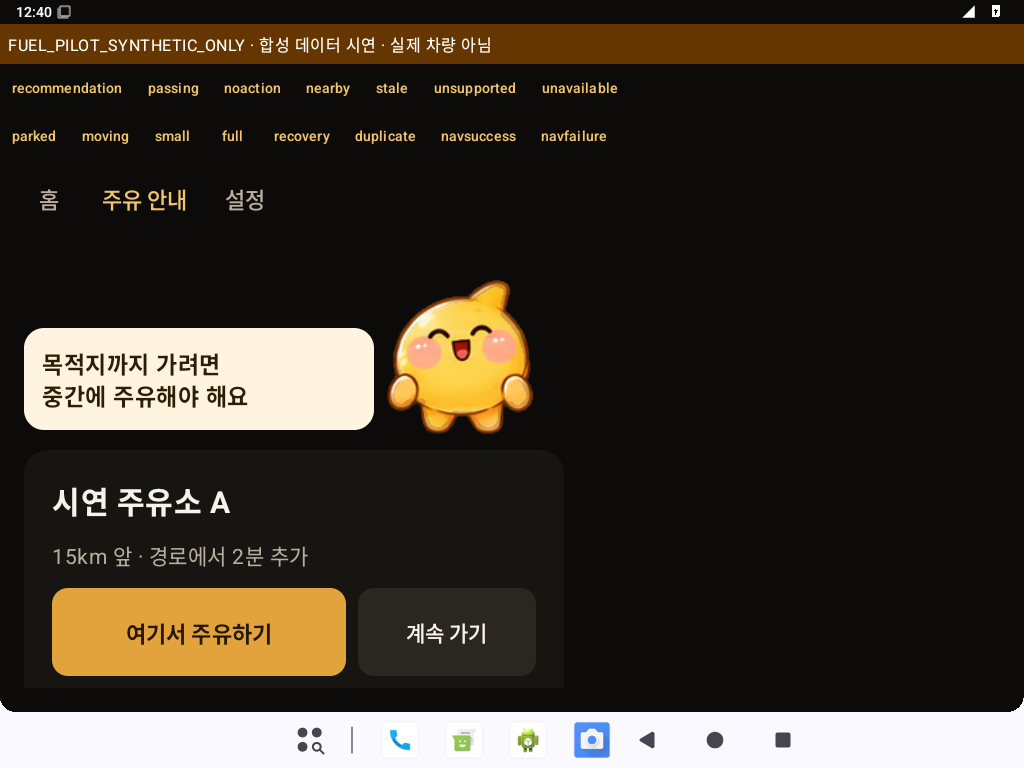 12:40
FUEL_PILOT_SYNTHETIC_ONLY · 합성 데이터 시연 · 실제 차량 아님
recommendation passing noaction nearby stale unsupported unavailable
parked moving small full recovery duplicate navsuccess navfailure
홈 주유 안내 설정
목적지까지 가려면
중간에 주유해야 해요
시연 주유소 A
15km 앞 · 경로에서 2분 추가
여기서 주유하기 계속 가기